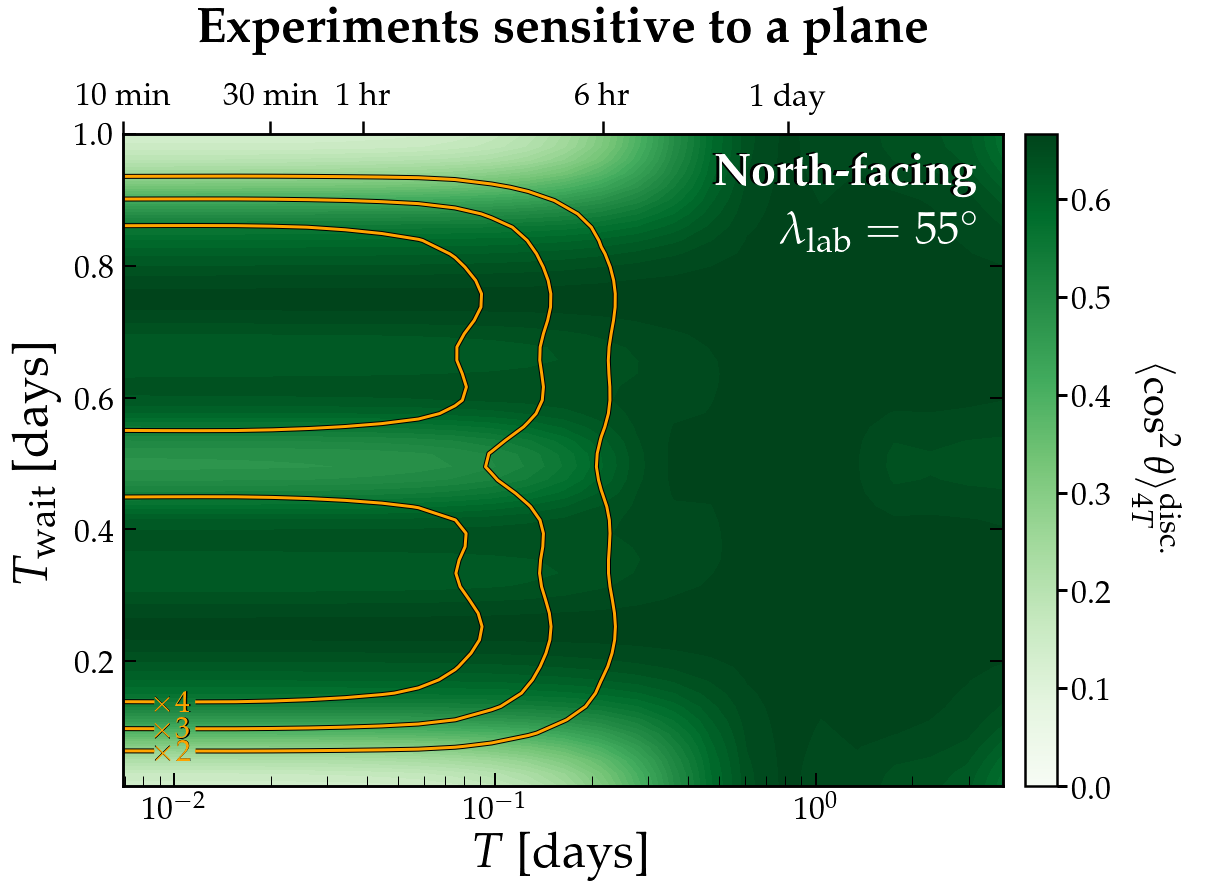 Experiments sensitive to a plane
10 min 30 min 1 hr 6 hr 1 day
North-facing
λ_lab = 55°
1.0
0.8
0.6
0.4
0.2
T_wait [days]
×4
×3
×2
10⁻² 10⁻¹ 10⁰
T [days]
0.6
0.5
0.4
0.3
0.2
0.1
0.0
⟨cos² θ⟩_{4T}^{disc.}